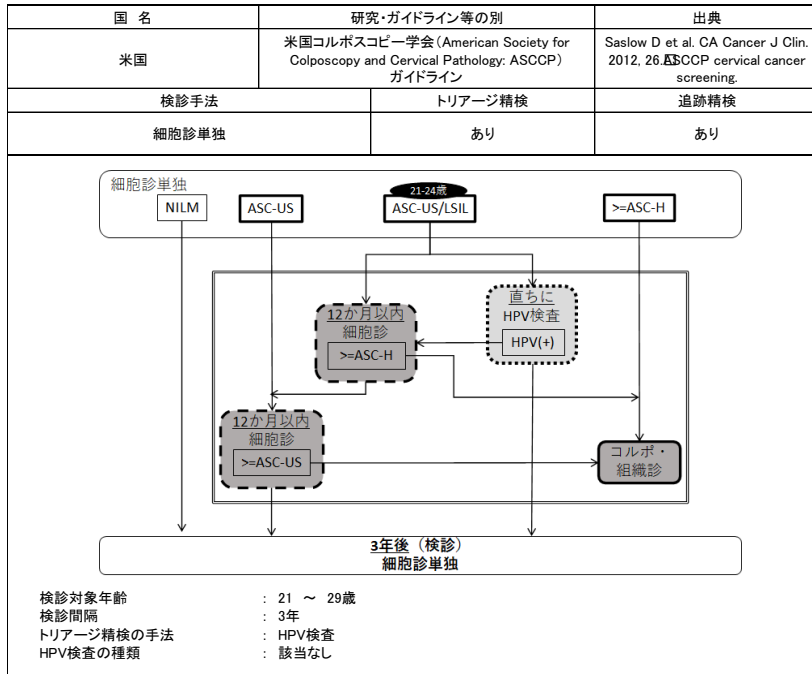 国 名
研究・ガイドライン等の別
出典
米国
米国コルポスコピー学会(American Society for
Colposcopy and Cervical Pathology: ASCCP)
ガイドライン
Saslow D et al. CA Cancer J Clin.
2012, 26. ASCCP cervical cancer
screening.
検診手法
トリアージ精検
追跡精検
細胞診単独
あり
あり
細胞診単独
21-24歳
NILM
ASC-US
ASC-US/LSIL
>=ASC-H
12か月以内
細胞診
>=ASC-H
直ちに
HPV検査
HPV(+)
12か月以内
細胞診
>=ASC-US
コルポ・
組織診
3年後(検診)
細胞診単独
検診対象年齢 : 21 ~ 29歳
検診間隔 : 3年
トリアージ精検の手法 : HPV検査
HPV検査の種類 : 該当なし